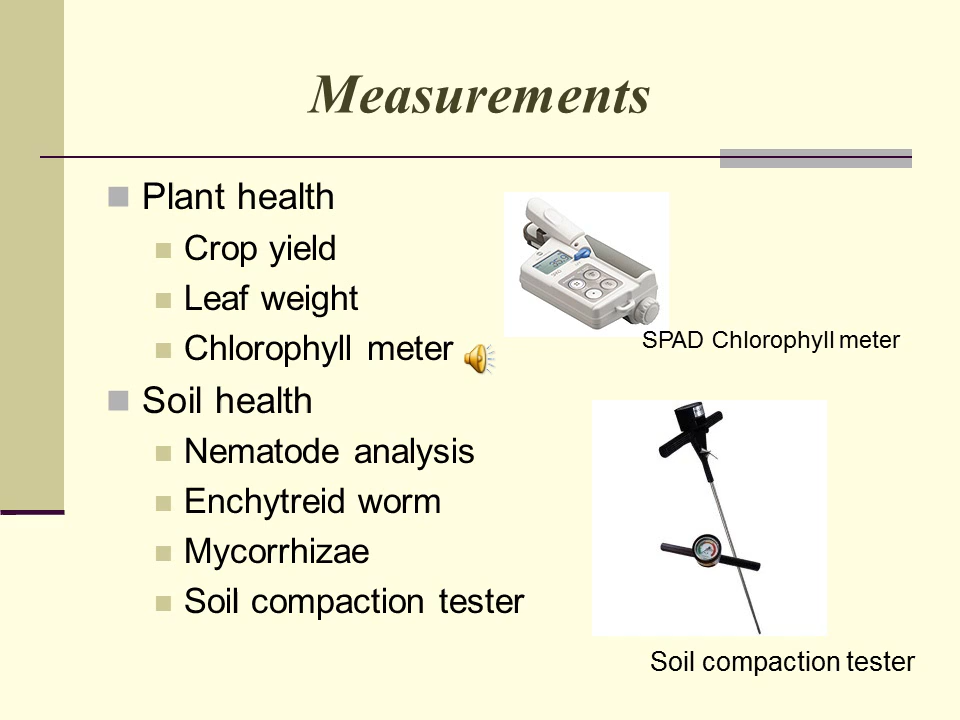 Measurements
Plant health
Crop yield
Leaf weight
Chlorophyll meter
SPAD Chlorophyll meter
Soil health
Nematode analysis
Enchytreid worm
Mycorrhizae
Soil compaction tester
Soil compaction tester